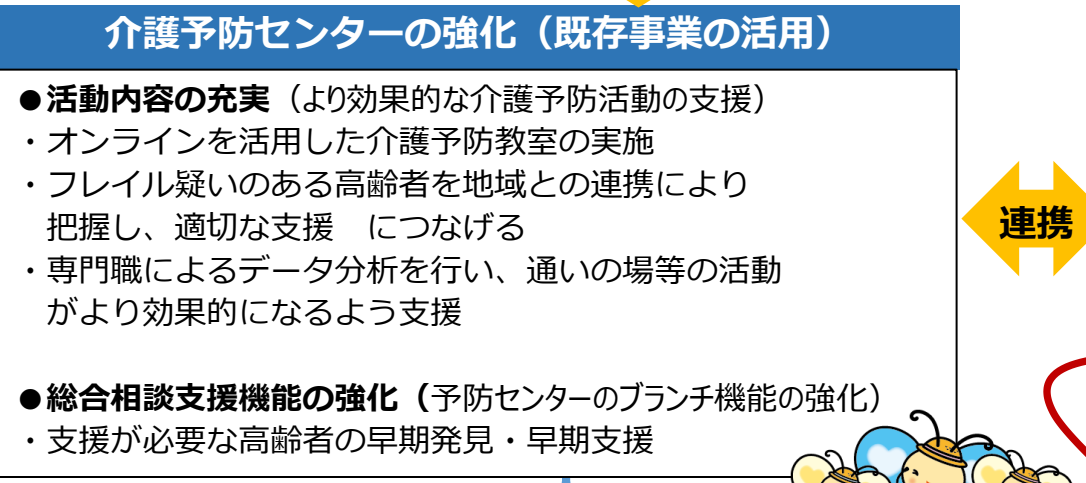 介護予防センターの強化（既存事業の活用）
●活動内容の充実（より効果的な介護予防活動の支援）
・オンラインを活用した介護予防教室の実施
・フレイル疑いのある高齢者を地域との連携により
把握し、適切な支援　につなげる
・専門職によるデータ分析を行い、通いの場等の活動
がより効果的になるよう支援
●総合相談支援機能の強化（予防センターのブランチ機能の強化）
・支援が必要な高齢者の早期発見・早期支援
連携